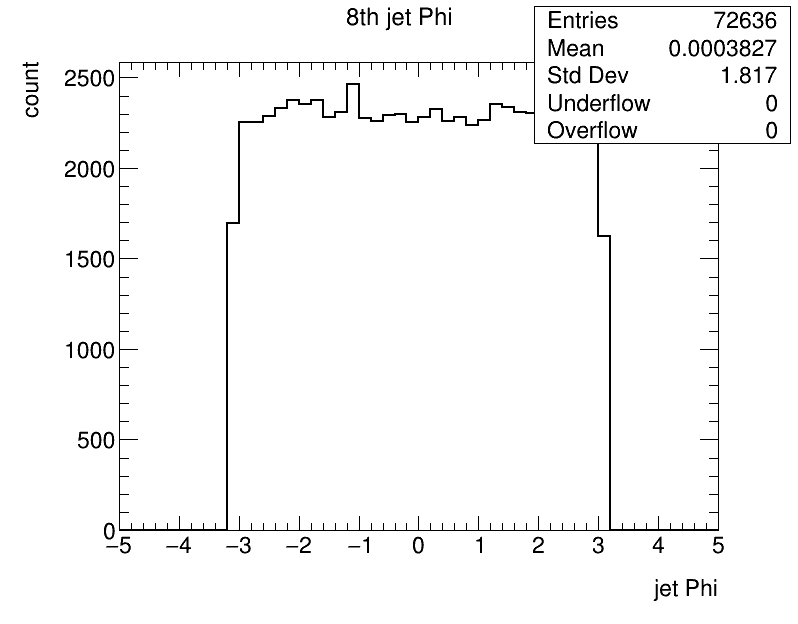 8th jet Phi
Entries 72636
Mean 0.0003827
Std Dev 1.817
Underflow 0
Overflow 0
count
2500
2000
1500
1000
500
0
−5 −4 −3 −2 −1 0 1 2 3 4 5
jet Phi